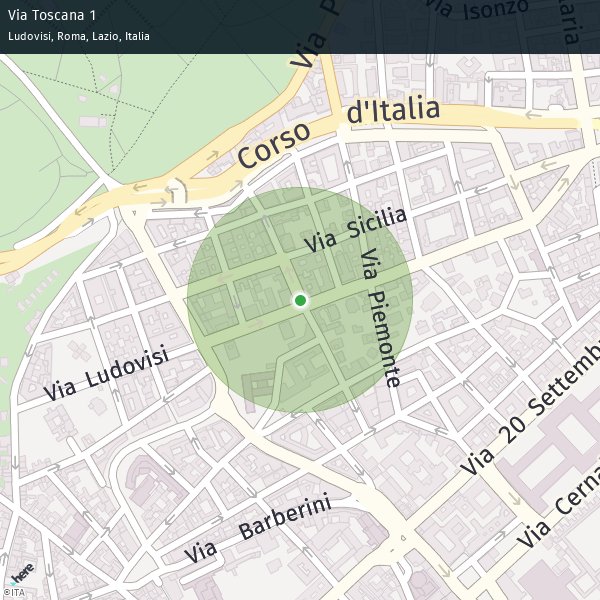 Via Toscana 1
Ludovisi, Roma, Lazio, Italia
Via Isonzo
Via P
aria
Corso d'Italia
Via Sicilia
Via Piemonte
Via Ludovisi
Via 20 Settemb
Via Cerna
Via Barberini
here
©ITA